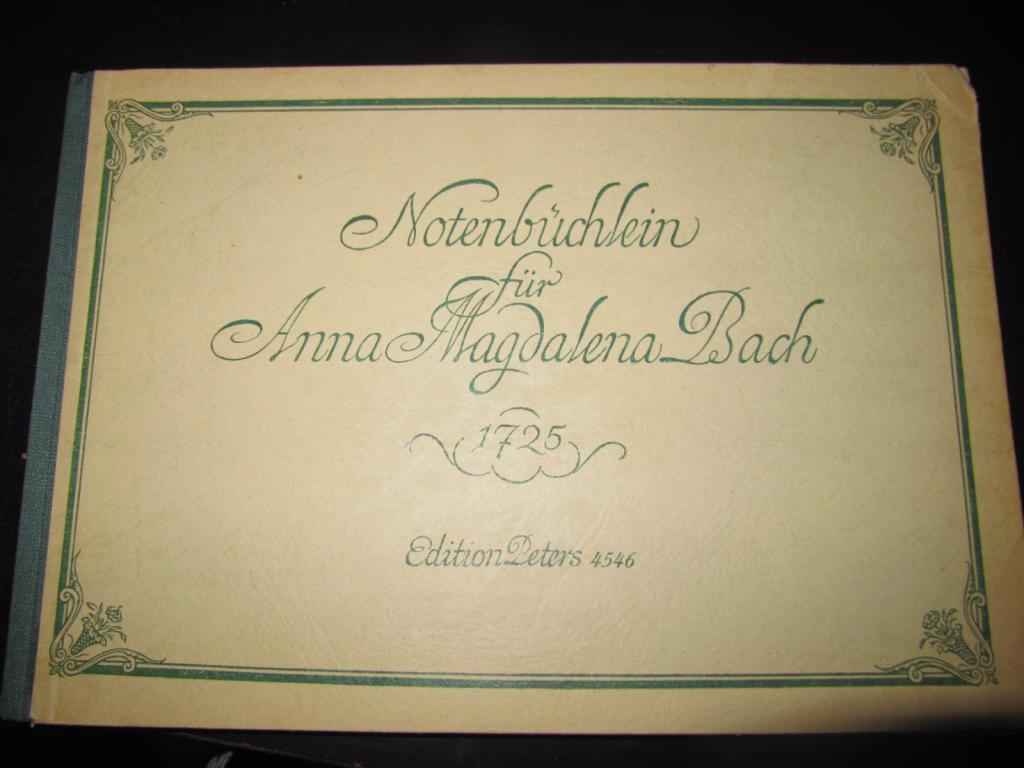 Notenbüchlein
für
Anna Magdalena Bach
1725
Edition Peters 4546